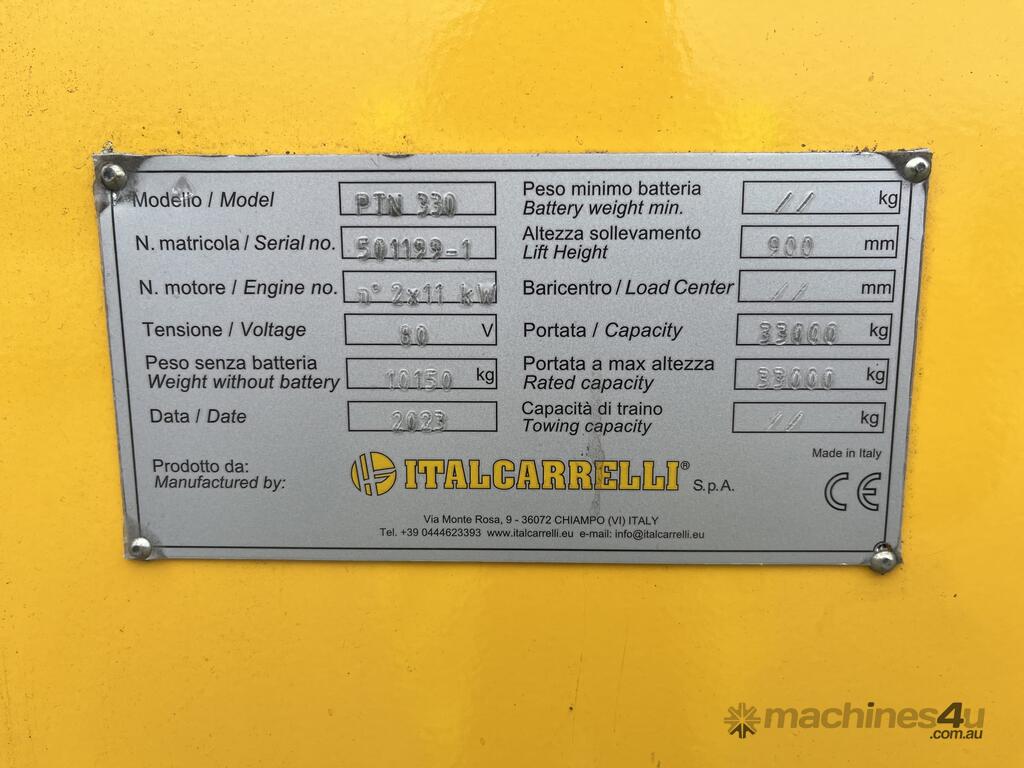 Modello / Model PTN 330
N. matricola / Serial no. 501199-1
N. motore / Engine no. n° 2x11 kW
Tensione / Voltage 80 V
Peso senza batteria
Weight without battery 10150 kg
Data / Date 2023
Peso minimo batteria
Battery weight min. // kg
Altezza sollevamento
Lift Height 900 mm
Baricentro / Load Center // mm
Portata / Capacity 33000 kg
Portata a max altezza
Rated capacity 33000 kg
Capacità di traino
Towing capacity // kg
Prodotto da:
Manufactured by:
ITALCARRELLI® S.p.A.
Made in Italy
CE
Via Monte Rosa, 9 - 36072 CHIAMPO (VI) ITALY
Tel. +39 0444623393 www.italcarrelli.eu e-mail: info@italcarrelli.eu
machines4u
.com.au